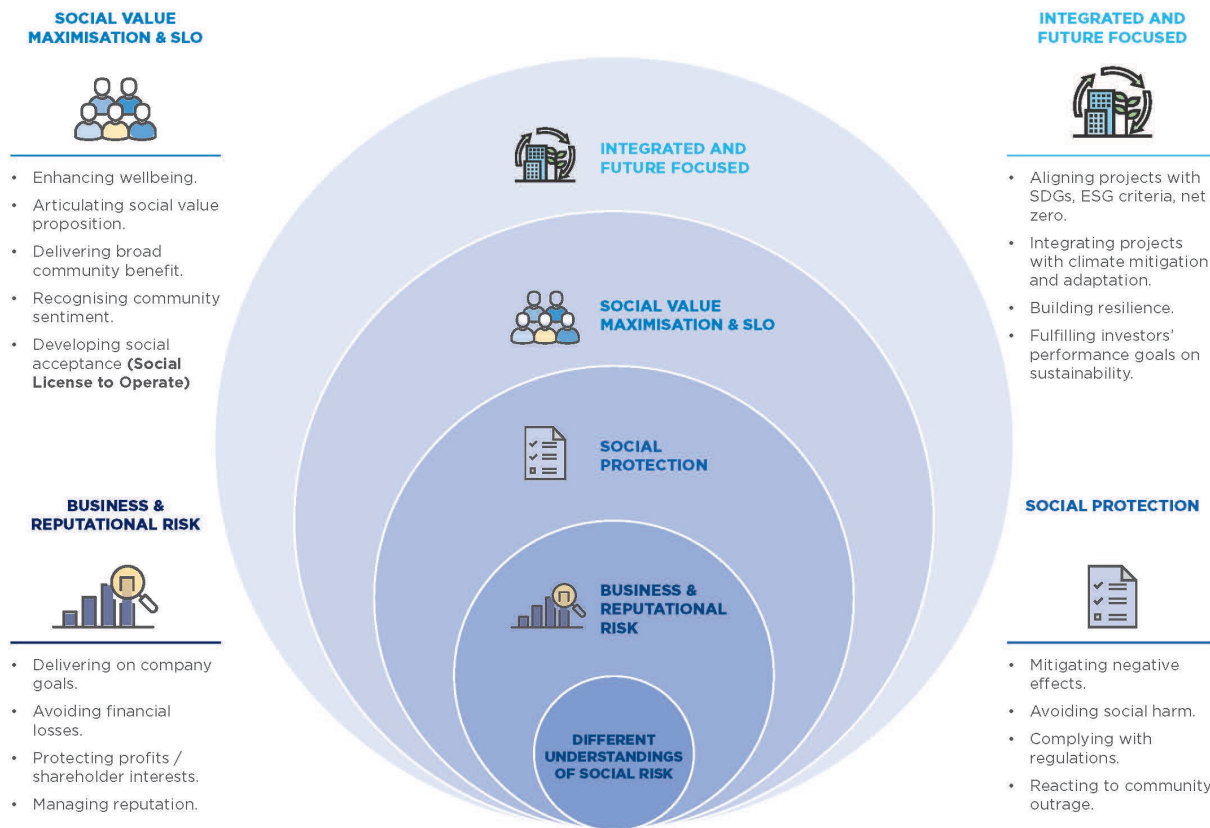 SOCIAL VALUE
MAXIMISATION & SLO
• Enhancing wellbeing.
• Articulating social value
proposition.
• Delivering broad
community benefit.
• Recognising community
sentiment.
• Developing social
acceptance (Social
License to Operate)
BUSINESS &
REPUTATIONAL RISK
• Delivering on company
goals.
• Avoiding financial
losses.
• Protecting profits /
shareholder interests.
• Managing reputation.
INTEGRATED AND
FUTURE FOCUSED
SOCIAL VALUE
MAXIMISATION & SLO
SOCIAL
PROTECTION
BUSINESS &
REPUTATIONAL
RISK
DIFFERENT
UNDERSTANDINGS
OF SOCIAL RISK
INTEGRATED AND
FUTURE FOCUSED
• Aligning projects with
SDGs, ESG criteria, net
zero.
• Integrating projects
with climate mitigation
and adaptation.
• Building resilience.
• Fulfilling investors’
performance goals on
sustainability.
SOCIAL PROTECTION
• Mitigating negative
effects.
• Avoiding social harm.
• Complying with
regulations.
• Reacting to community
outrage.